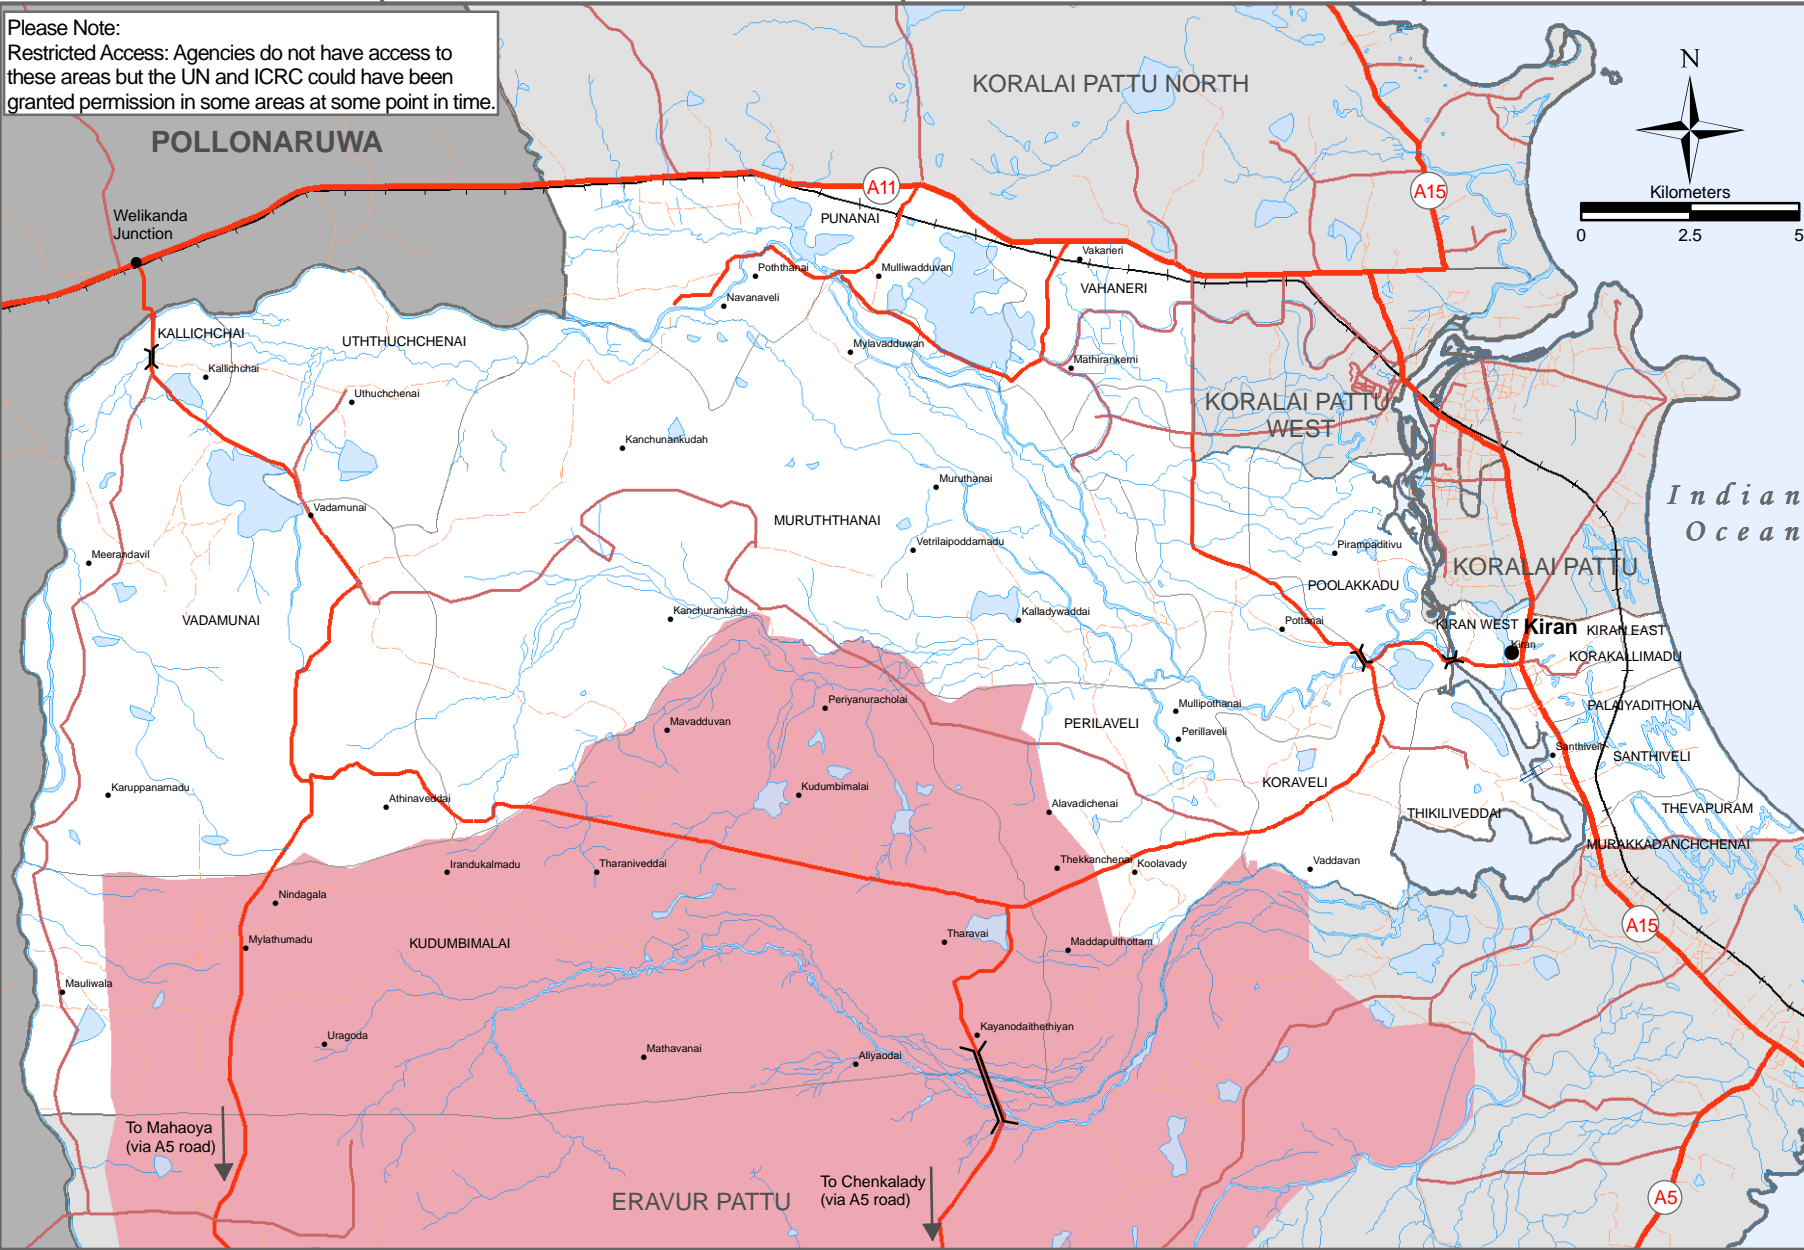 Please Note:
Restricted Access: Agencies do not have access to
these areas but the UN and ICRC could have been
granted permission in some areas at some point in time.
POLLONARUWA
KORALAI PATTU NORTH
N
Kilometers
0 2.5 5
A11
A15
Welikanda
Junction
PUNANAI
Vakaneri
Poththanai
Mulliwadduvan
VAHANERI
Navanaveli
KALLICHCHAI
UTHTHUCHCHENAI
Mylavadduwan
Mathirankerni
Kallichchai
Uthuchchenai
KORALAI PATTU
WEST
Kanchunankudah
Muruthanai
Indian
Ocean
Vadamunai
MURUTHTHANAI
Vetrilaipoddamadu
Pirampaditivu
Meerandavil
KORALAI PATTU
POOLAKKADU
VADAMUNAI
Kanchurankadu
Kalladywaddai
Pottanai
KIRAN WEST
Kiran
KIRAN EAST
Kiran
KORAKALLIMADU
Periyanuracholai
Mullipothanai
PALAIYADITHONA
Mavadduvan
PERILAVELI
Perillaveli
Santhiveli
SANTHIVELI
Karuppanamadu
Athinaveddai
Kudumbimalai
KORAVELI
Alavadichenai
THIKILIVEDDAI
THEVAPURAM
MURAKKADANCHCHENAI
Irandukalmadu
Tharaniveddai
Thekkanchenai
Koolavady
Vaddavan
Nindagala
Mylathumadu
KUDUMBIMALAI
Tharavai
Maddapulthottam
A15
Mauliwala
Uragoda
Mathavanai
Aliyaodai
Kayanodaithethiyan
To Mahaoya
(via A5 road)
To Chenkalady
(via A5 road)
ERAVUR PATTU
A5